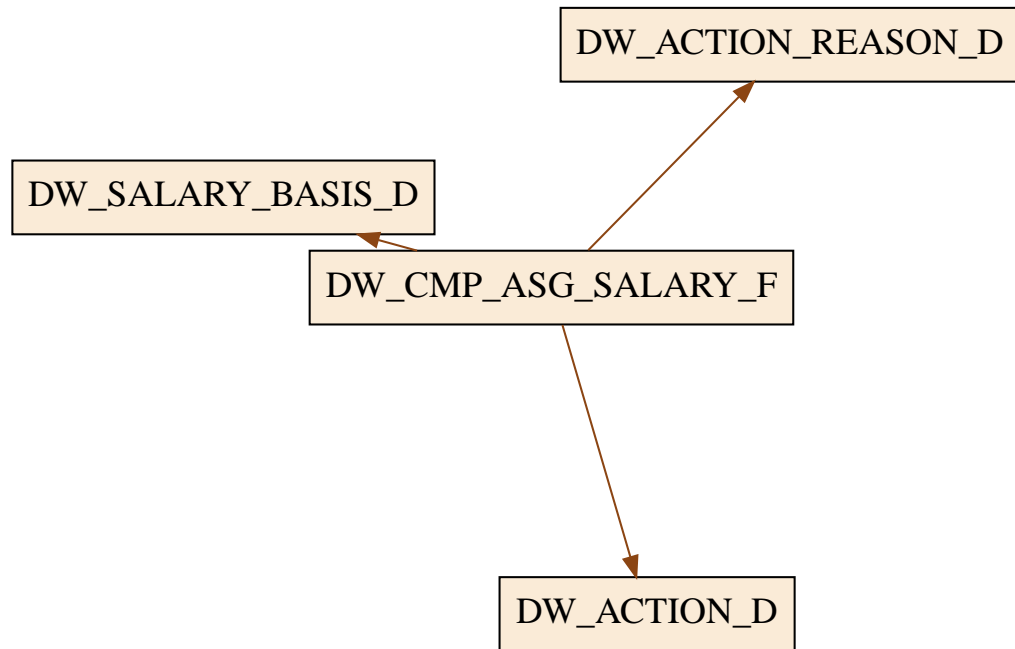 DW_ACTION_REASON_D
DW_SALARY_BASIS_D
DW_CMP_ASG_SALARY_F
DW_ACTION_D